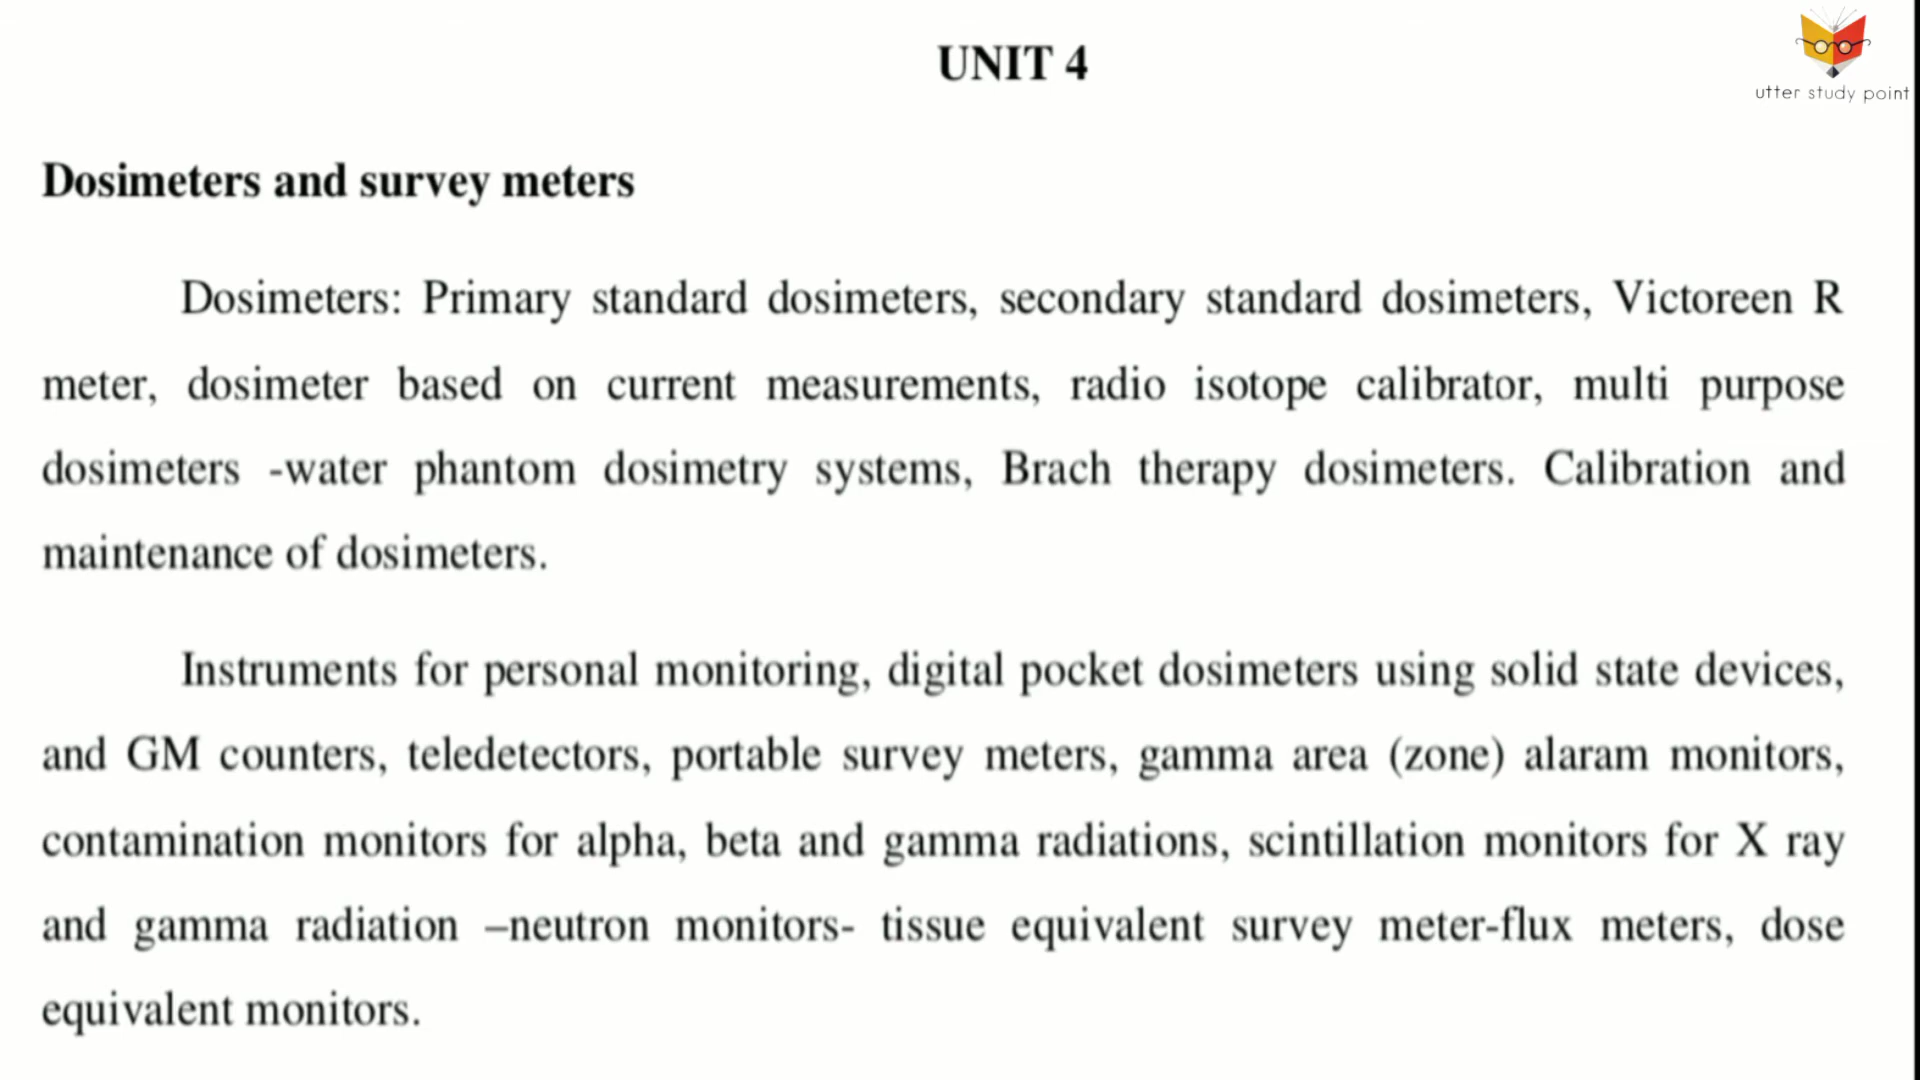 UNIT 4
utter study point
Dosimeters and survey meters
Dosimeters: Primary standard dosimeters, secondary standard dosimeters, Victoreen R
meter, dosimeter based on current measurements, radio isotope calibrator, multi purpose
dosimeters -water phantom dosimetry systems, Brach therapy dosimeters. Calibration and
maintenance of dosimeters.
Instruments for personal monitoring, digital pocket dosimeters using solid state devices,
and GM counters, teledetectors, portable survey meters, gamma area (zone) alaram monitors,
contamination monitors for alpha, beta and gamma radiations, scintillation monitors for X ray
and gamma radiation –neutron monitors- tissue equivalent survey meter-flux meters, dose
equivalent monitors.